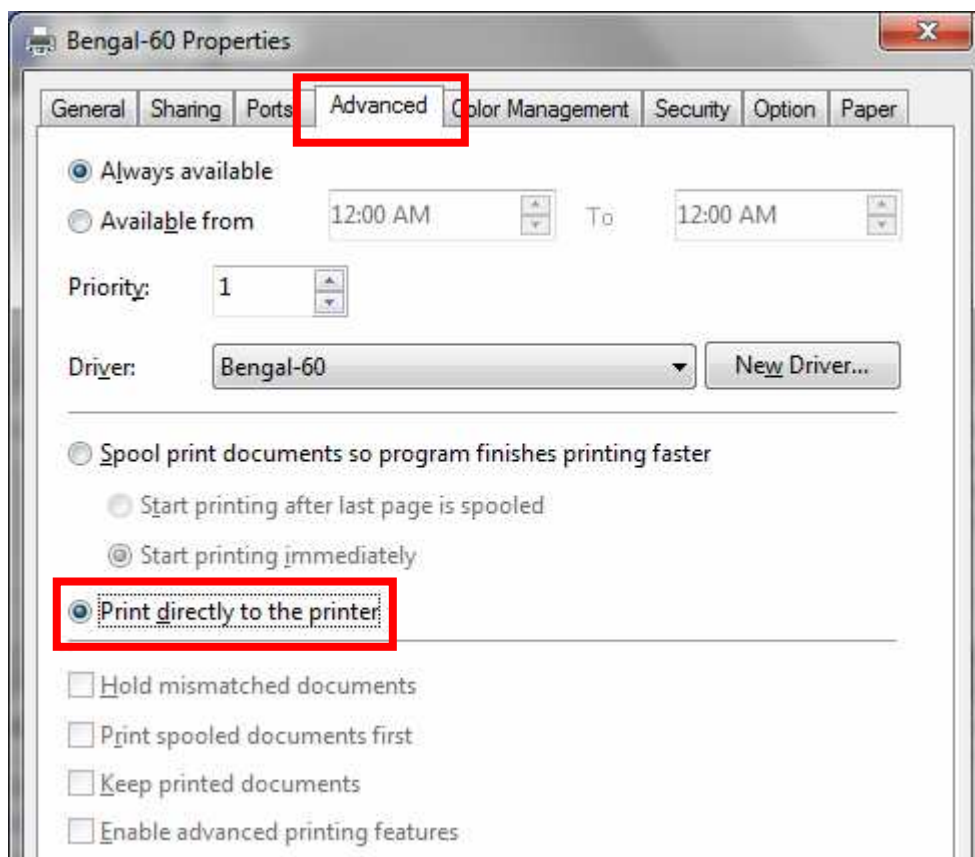 Bengal-60 Properties
General Sharing Ports Advanced Color Management Security Option Paper
Always available
Available from 12:00 AM To 12:00 AM
Priority: 1
Driver: Bengal-60 New Driver...
Spool print documents so program finishes printing faster
Start printing after last page is spooled
Start printing immediately
Print directly to the printer
Hold mismatched documents
Print spooled documents first
Keep printed documents
Enable advanced printing features